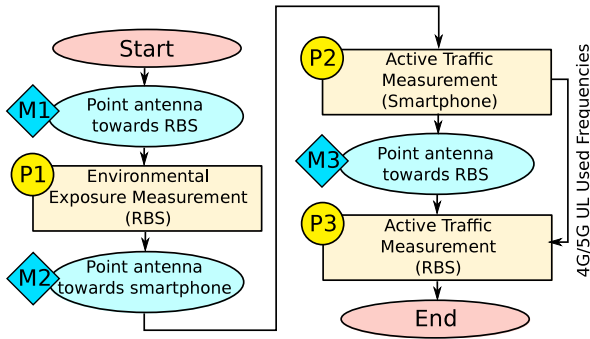 Start
M1
Point antenna
towards RBS
P1
Environmental
Exposure Measurement
(RBS)
M2
Point antenna
towards smartphone
P2
Active Traffic
Measurement
(Smartphone)
M3
Point antenna
towards RBS
P3
Active Traffic
Measurement
(RBS)
End
4G/5G UL Used Frequencies